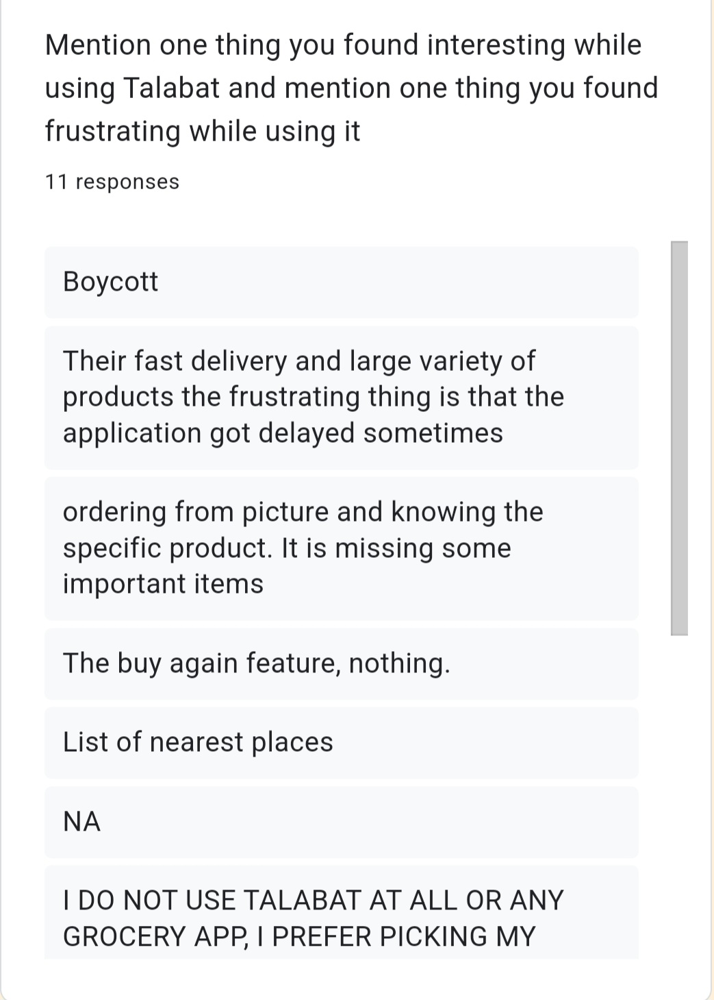 Mention one thing you found interesting while
using Talabat and mention one thing you found
frustrating while using it
11 responses
Boycott
Their fast delivery and large variety of
products the frustrating thing is that the
application got delayed sometimes
ordering from picture and knowing the
specific product. It is missing some
important items
The buy again feature, nothing.
List of nearest places
NA
I DO NOT USE TALABAT AT ALL OR ANY
GROCERY APP, I PREFER PICKING MY